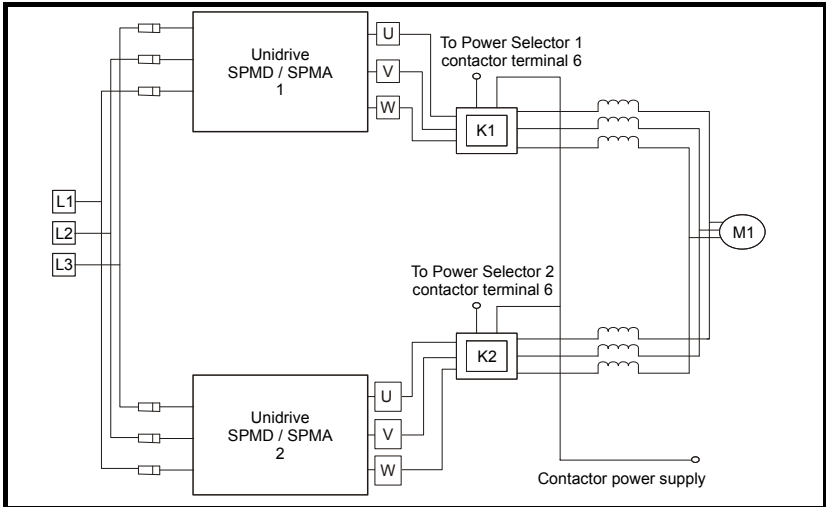 Unidrive
SPMD / SPMA
1
U
V
W
To Power Selector 1
contactor terminal 6
K1
L1
L2
L3
M1
To Power Selector 2
contactor terminal 6
K2
Unidrive
SPMD / SPMA
2
U
V
W
Contactor power supply